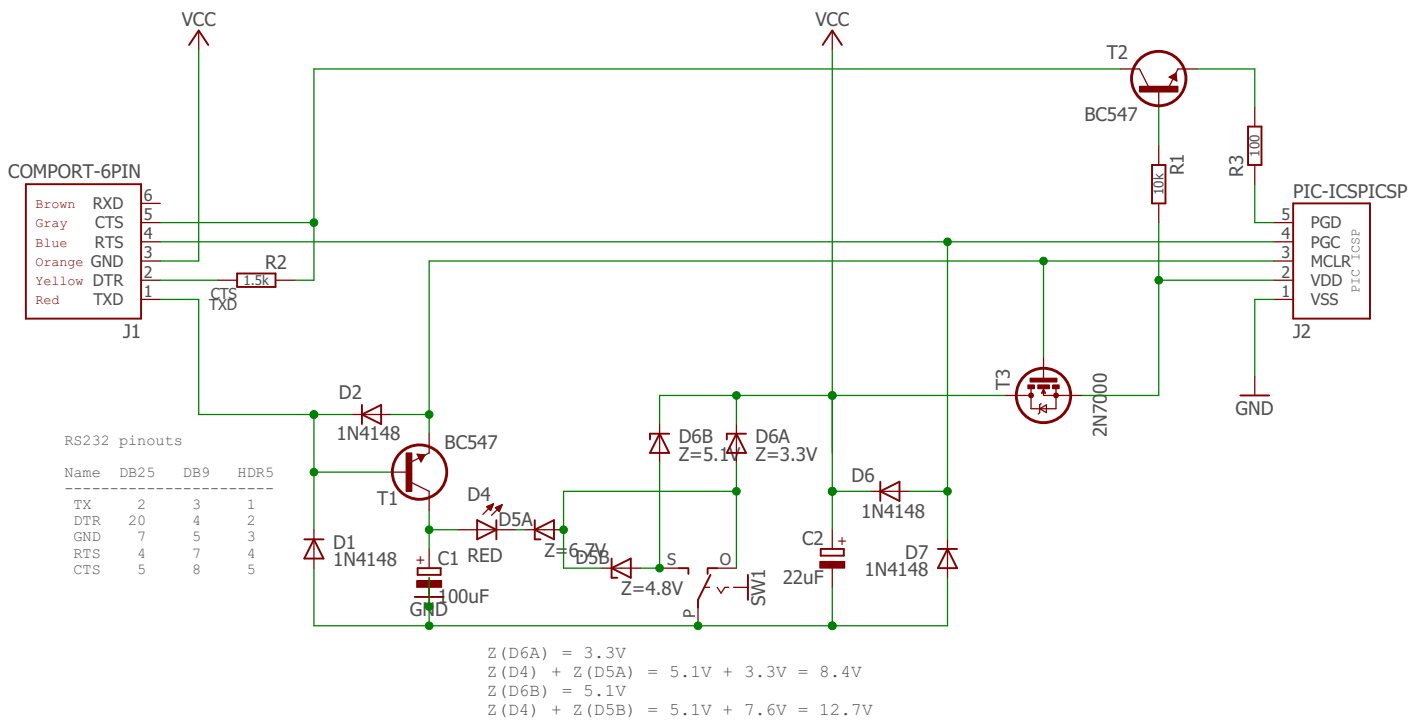 VCC
VCC
T2
BC547
COMPORT-6PIN
Brown RXD 6
Gray CTS 5
Blue RTS 4
Orange GND 3
Yellow DTR 2
Red TXD 1
J1
R2
1.5k
CTS
TXD
R1
10k
R3
100
PIC-ICSPICSP
5 PGD
4 PGC
3 MCLR
2 VDD
1 VSS
PIC ICSP
J2
GND
T3
2N7000
D2
1N4148
BC547
T1
D4
RED
D5A
Z=6.7V
D5B
Z=4.8V
D6B
Z=5.1V
D6A
Z=3.3V
D6
1N4148
D7
1N4148
D1
1N4148
C1
+
100uF
GND
C2
+
22uF
S
O
P
SW1
RS232 pinouts
Name DB25 DB9 HDR5
-------------------------
TX 2 3 1
DTR 20 4 2
GND 7 5 3
RTS 4 7 4
CTS 5 8 5
Z(D6A) = 3.3V
Z(D4) + Z(D5A) = 5.1V + 3.3V = 8.4V
Z(D6B) = 5.1V
Z(D4) + Z(D5B) = 5.1V + 7.6V = 12.7V